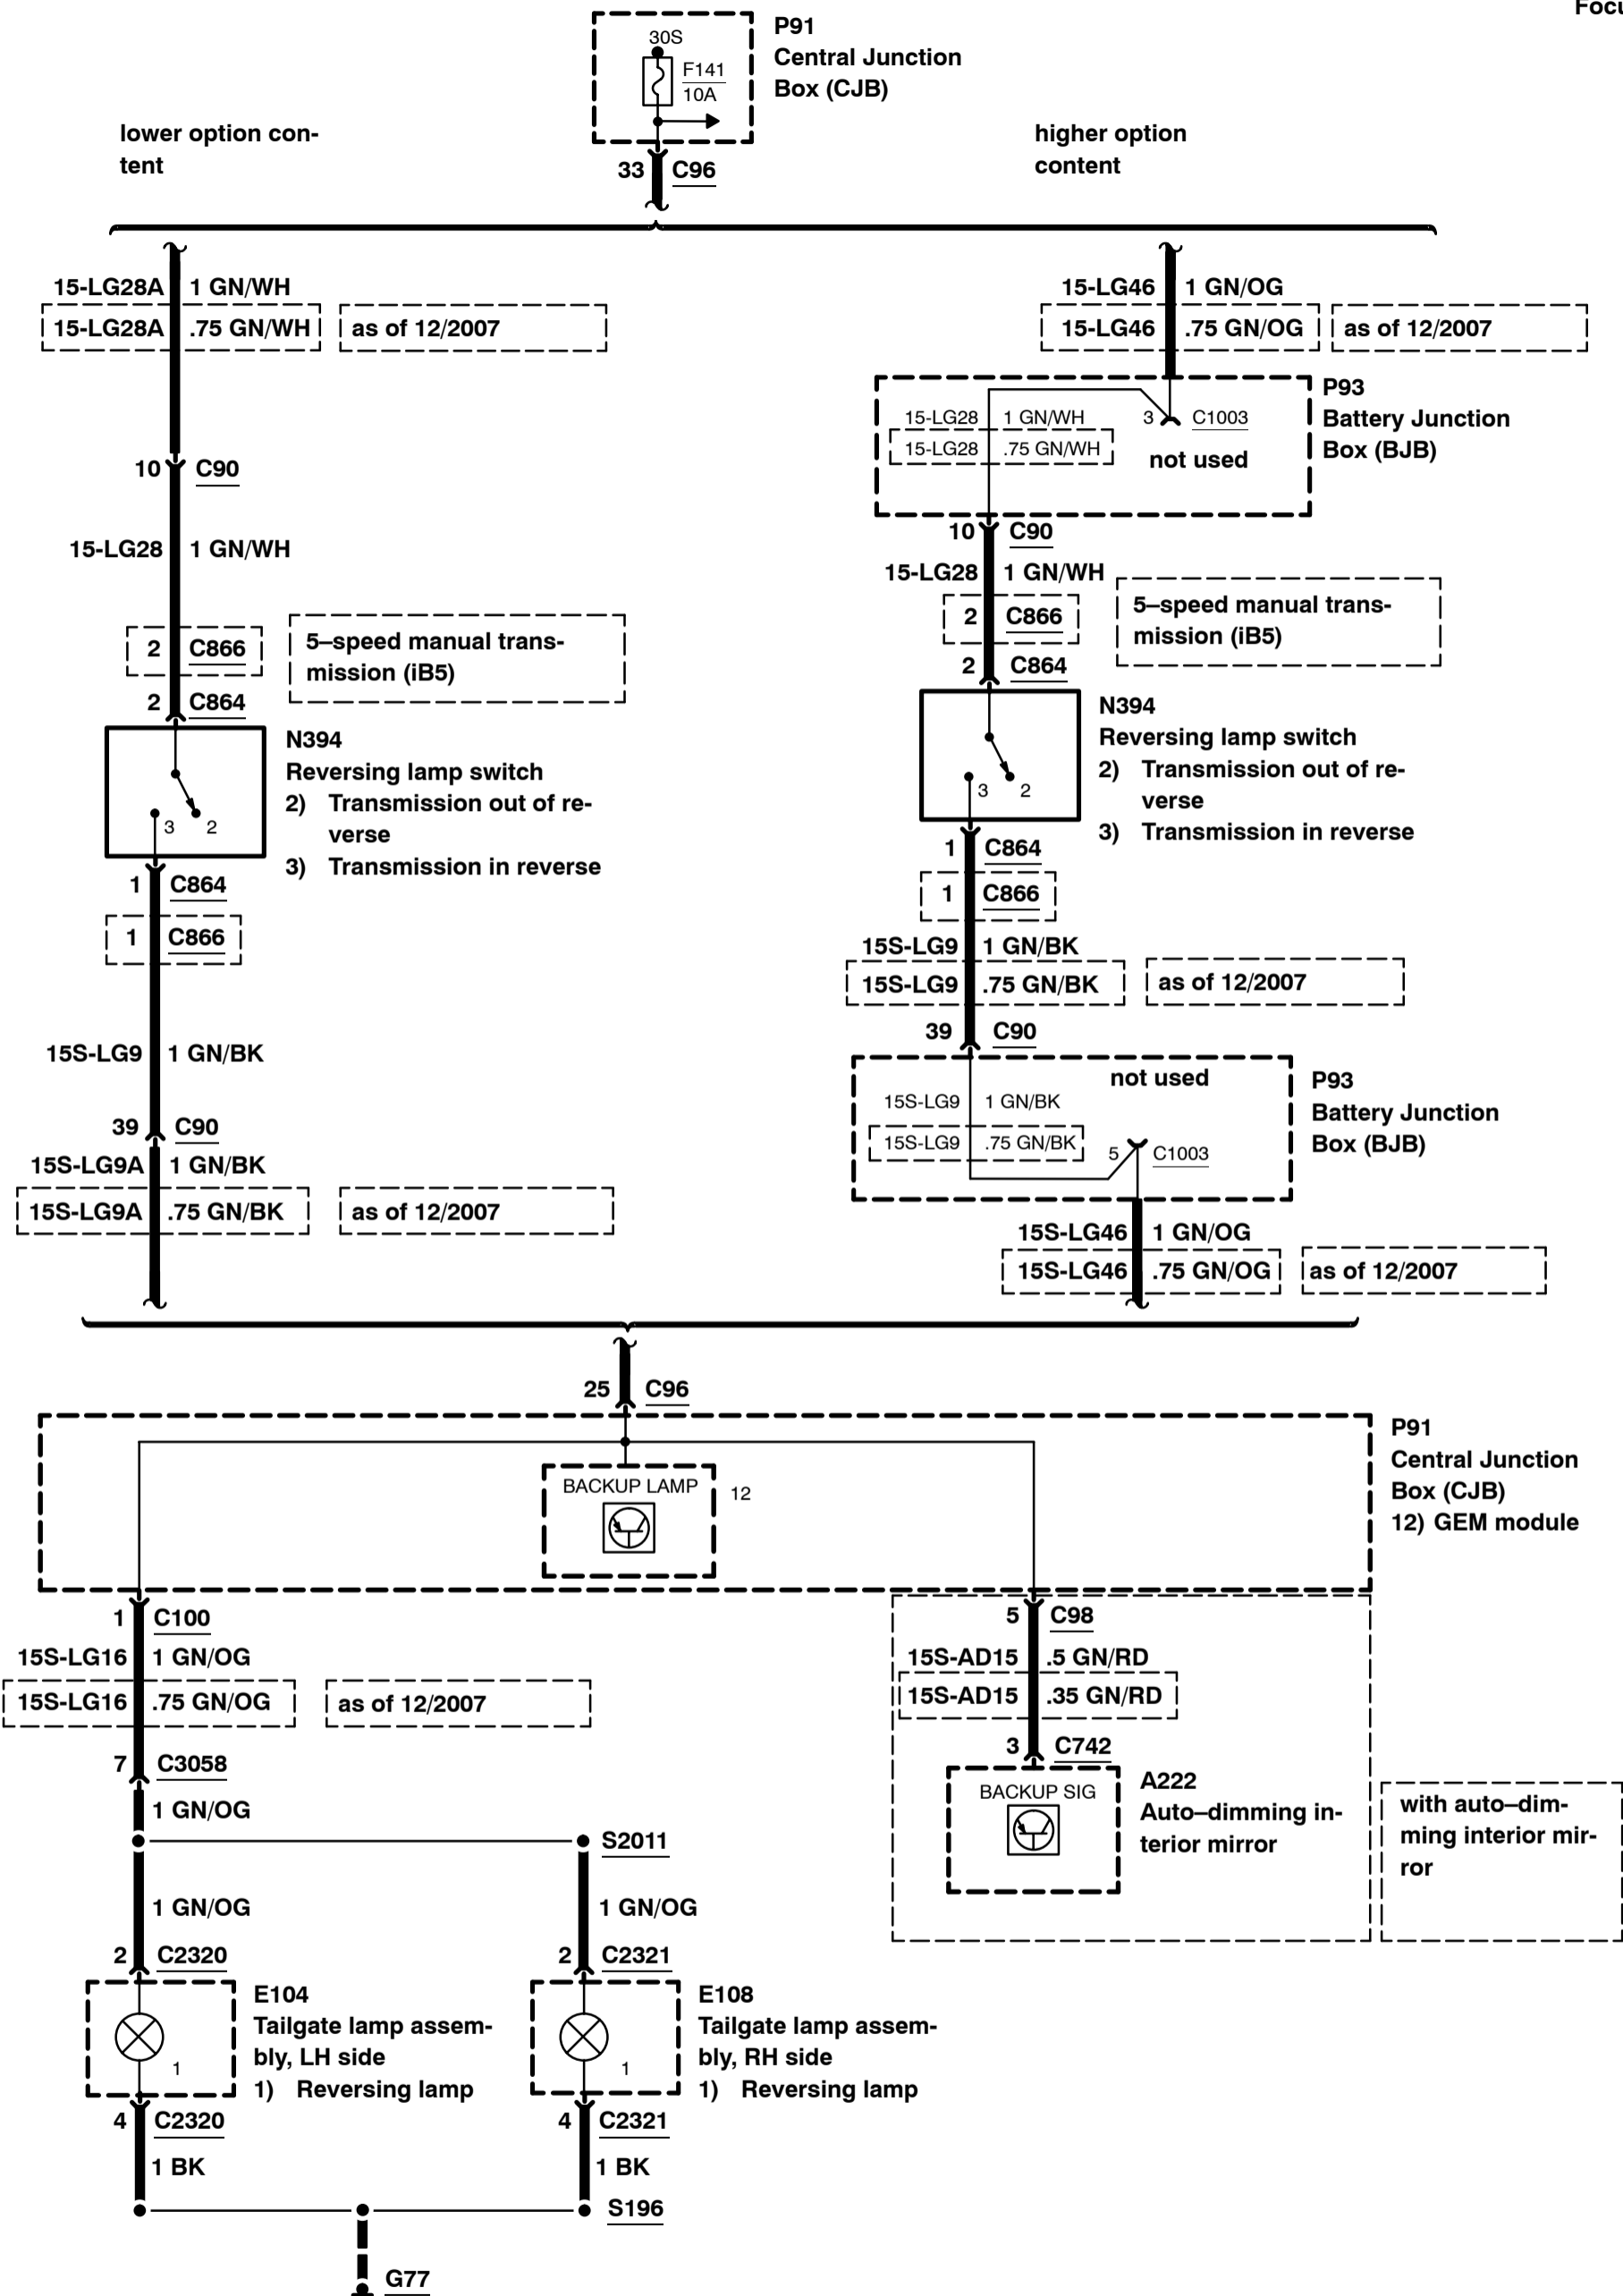 Focu
30S
F141
10A
P91
Central Junction
Box (CJB)
lower option con-
tent
higher option
content
33 C96
15-LG28A 1 GN/WH
15-LG28A .75 GN/WH as of 12/2007
15-LG46 1 GN/OG
15-LG46 .75 GN/OG as of 12/2007
10 C90
15-LG28 1 GN/WH
2 C866
5–speed manual trans-
mission (iB5)
2 C864
N394
Reversing lamp switch
2) Transmission out of re-
verse
3) Transmission in reverse
3 2
1 C864
1 C866
15S-LG9 1 GN/BK
39 C90
15S-LG9A 1 GN/BK
15S-LG9A .75 GN/BK as of 12/2007
15-LG28 1 GN/WH
15-LG28 .75 GN/WH
3 C1003
not used
P93
Battery Junction
Box (BJB)
10 C90
15-LG28 1 GN/WH
2 C866
5–speed manual trans-
mission (iB5)
2 C864
N394
Reversing lamp switch
2) Transmission out of re-
verse
3) Transmission in reverse
3 2
1 C864
1 C866
15S-LG9 1 GN/BK
15S-LG9 .75 GN/BK as of 12/2007
39 C90
not used
15S-LG9 1 GN/BK
15S-LG9 .75 GN/BK
5 C1003
P93
Battery Junction
Box (BJB)
15S-LG46 1 GN/OG
15S-LG46 .75 GN/OG as of 12/2007
25 C96
BACKUP LAMP
12
P91
Central Junction
Box (CJB)
12) GEM module
1 C100
15S-LG16 1 GN/OG
15S-LG16 .75 GN/OG as of 12/2007
7 C3058
1 GN/OG
S2011
1 GN/OG 1 GN/OG
2 C2320
2 C2321
E104
Tailgate lamp assem-
bly, LH side
1) Reversing lamp
1
E108
Tailgate lamp assem-
bly, RH side
1) Reversing lamp
1
4 C2320
4 C2321
1 BK 1 BK
S196
G77
5 C98
15S-AD15 .5 GN/RD
15S-AD15 .35 GN/RD
3 C742
BACKUP SIG
A222
Auto–dimming in-
terior mirror
with auto–dim-
ming interior mir-
ror